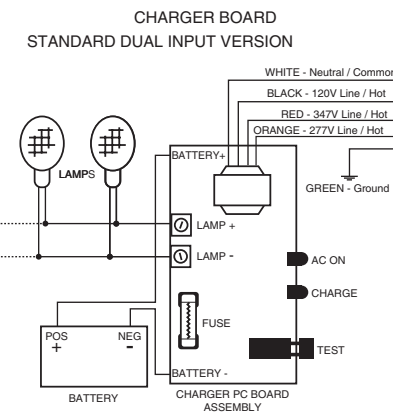 CHARGER BOARD
STANDARD DUAL INPUT VERSION
WHITE - Neutral / Common
BLACK - 120V Line / Hot
RED - 347V Line / Hot
ORANGE - 277V Line / Hot
BATTERY+
LAMPS
GREEN - Ground
LAMP +
LAMP -
AC ON
CHARGE
FUSE
POS
+
NEG
-
TEST
BATTERY -
BATTERY
CHARGER PC BOARD
ASSEMBLY